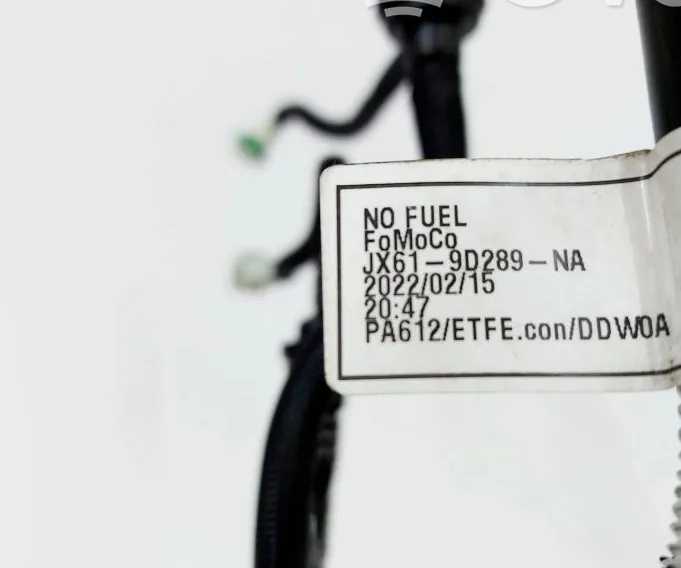 NO FUEL
FoMoCo
JX61-9D289-NA
2022/02/15
20:47
PA612/ETFE.con/DDW0A